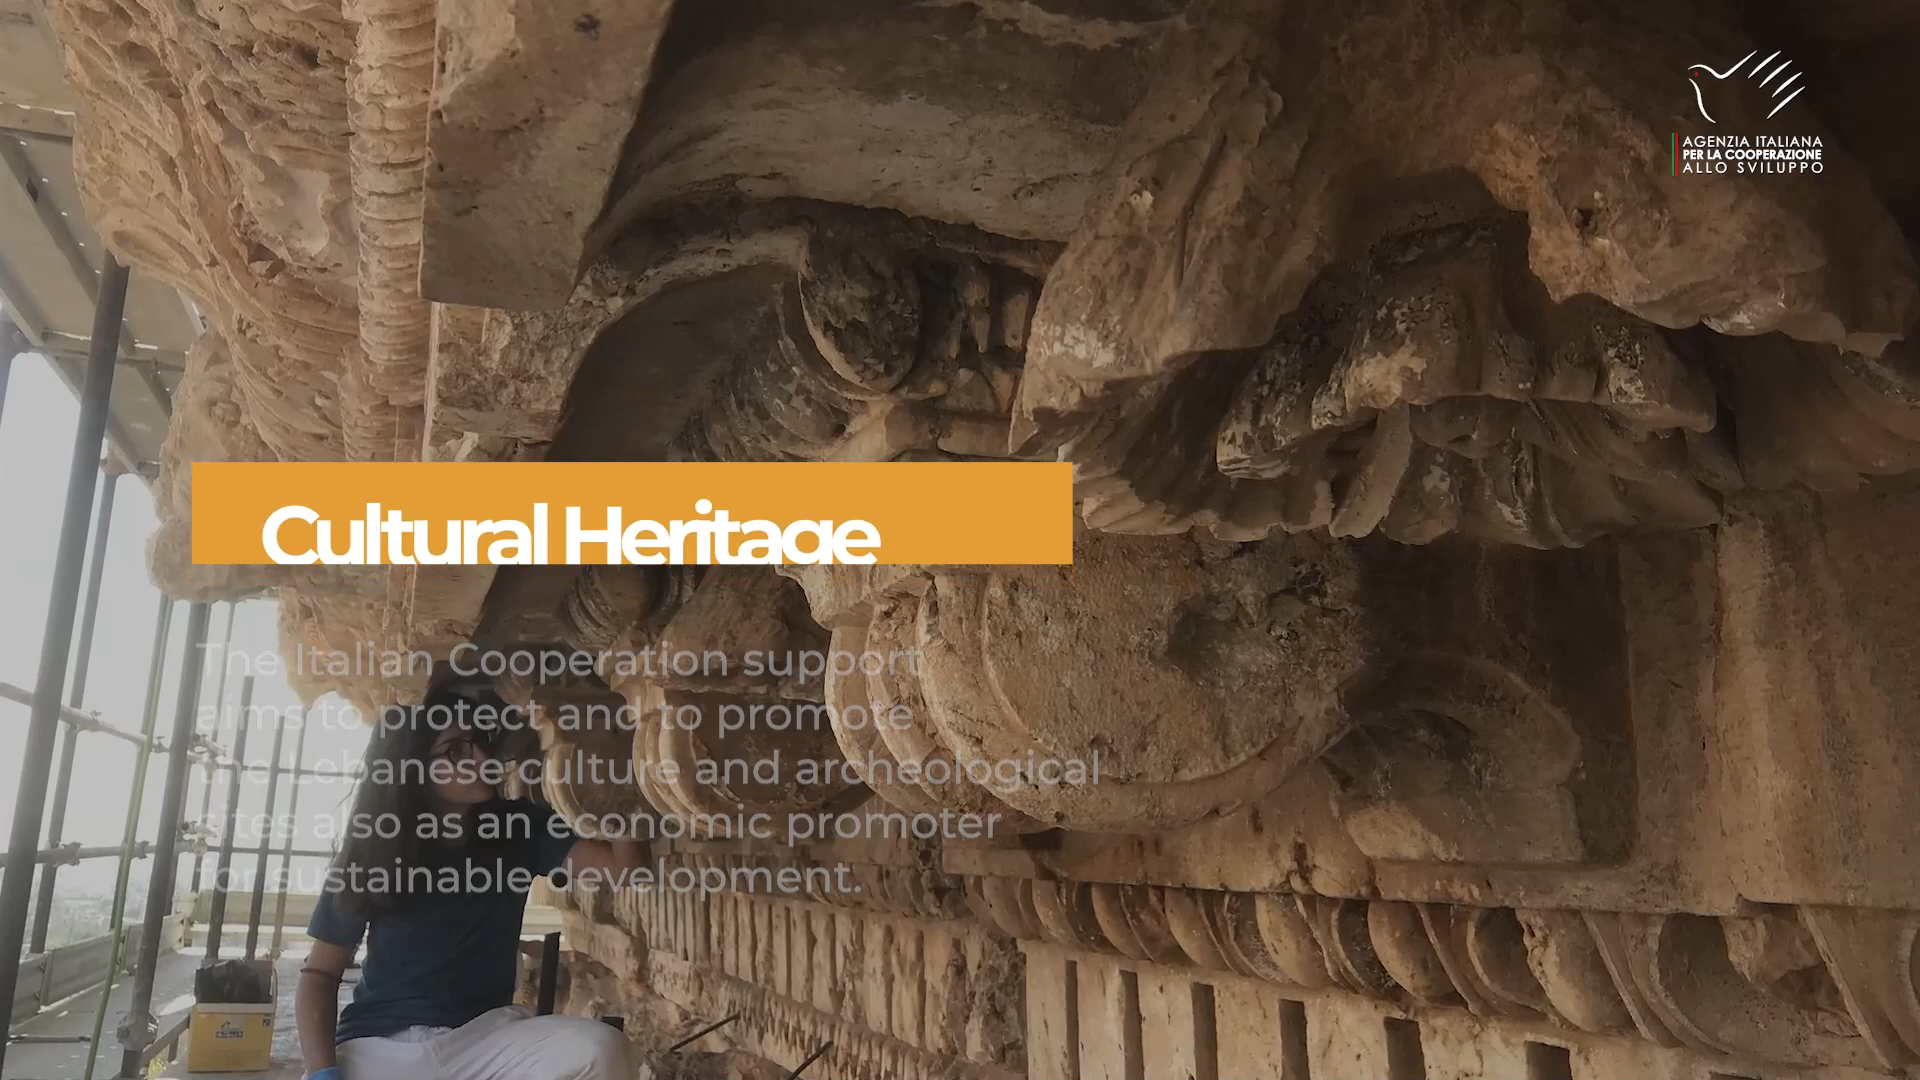 AGENZIA ITALIANA
PER LA COOPERAZIONE
ALLO SVILUPPO
Cultural Heritage
The Italian Cooperation support
aims to protect and to promote
the Lebanese culture and archeological
sites also as an economic promoter
for sustainable development.